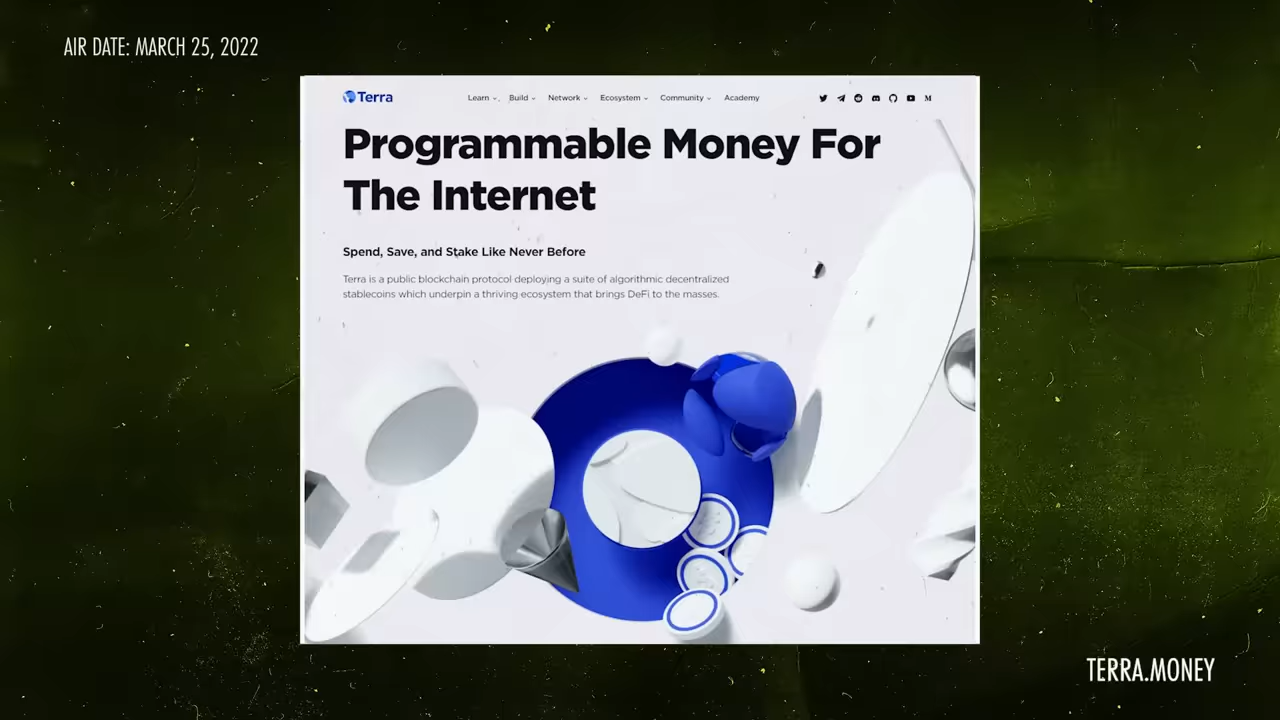 AIR DATE: MARCH 25, 2022
Terra
Learn Build Network Ecosystem Community Academy
Programmable Money For
The Internet
Spend, Save, and Stake Like Never Before
Terra is a public blockchain protocol deploying a suite of algorithmic decentralized
stablecoins which underpin a thriving ecosystem that brings DeFi to the masses.
TERRA.MONEY